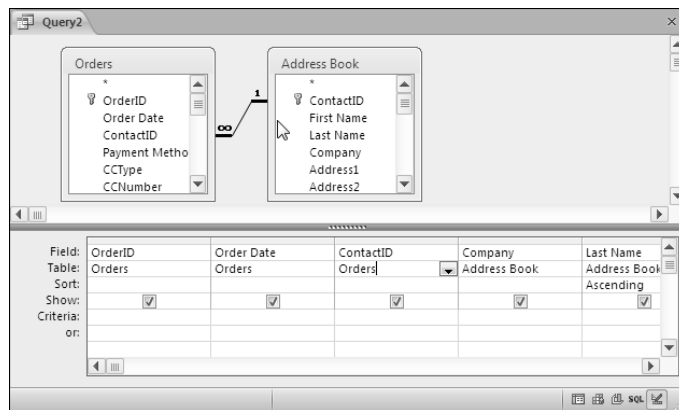 Query2
Orders
*
OrderID
Order Date
ContactID
Payment Metho
CCType
CCNumber
∞
1
Address Book
*
ContactID
First Name
Last Name
Company
Address1
Address2
Field: OrderID Order Date ContactID Company Last Name
Table: Orders Orders Orders Address Book Address Book
Sort: Ascending
Show:
Criteria:
or:
SQL